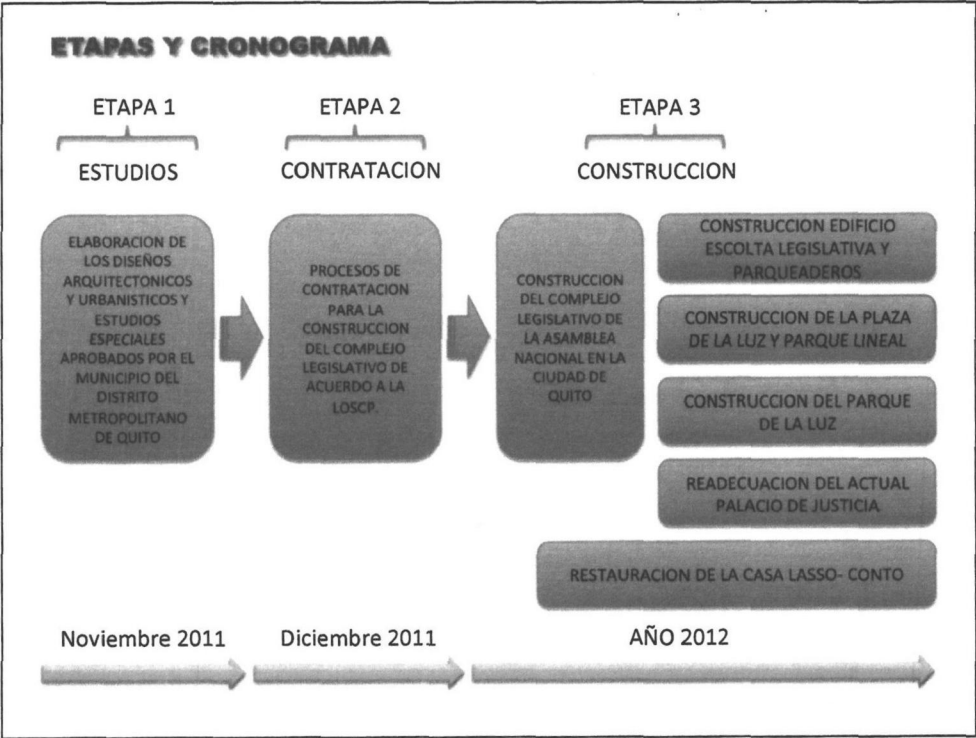 ETAPAS Y CRONOGRAMA
ETAPA 1
ESTUDIOS
ELABORACION DE
LOS DISEÑOS
ARQUITECTONICOS
Y URBANISTICOS Y
ESTUDIOS
ESPECIALES
APROBADOS POR EL
MUNICIPIO DEL
DISTRITO
METROPOLITANO
DE QUITO
ETAPA 2
CONTRATACION
PROCESOS DE
CONTRATACION
PARA LA
CONSTRUCCION
DEL COMPLEJO
LEGISLATIVO DE
ACUERDO A LA
LOSCP.
ETAPA 3
CONSTRUCCION
CONSTRUCCION
DEL COMPLEJO
LEGISLATIVO DE
LA ASAMBLEA
NACIONAL EN LA
CIUDAD DE
QUITO
CONSTRUCCION EDIFICIO
ESCOLTA LEGISLATIVA Y
PARQUEADEROS
CONSTRUCCION DE LA PLAZA
DE LA LUZ Y PARQUE LINEAL
CONSTRUCCION DEL PARQUE
DE LA LUZ
READECUACION DEL ACTUAL
PALACIO DE JUSTICIA
RESTAURACION DE LA CASA LASSO- CONTO
Noviembre 2011
Diciembre 2011
AÑO 2012